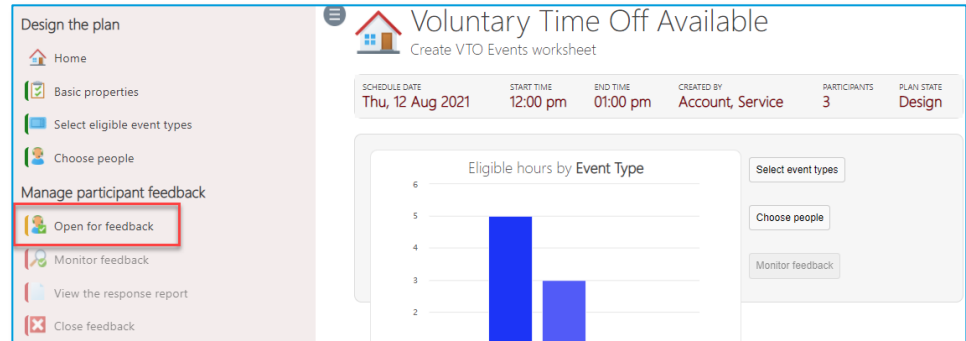 Design the plan
Home
Basic properties
Select eligible event types
Choose people
Manage participant feedback
Open for feedback
Monitor feedback
View the response report
Close feedback
Voluntary Time Off Available
Create VTO Events worksheet
SCHEDULE DATE START TIME END TIME CREATED BY PARTICIPANTS PLAN STATE
Thu, 12 Aug 2021 12:00 pm 01:00 pm Account, Service 3 Design
Eligible hours by Event Type
6
5
4
3
2
Select event types
Choose people
Monitor feedback